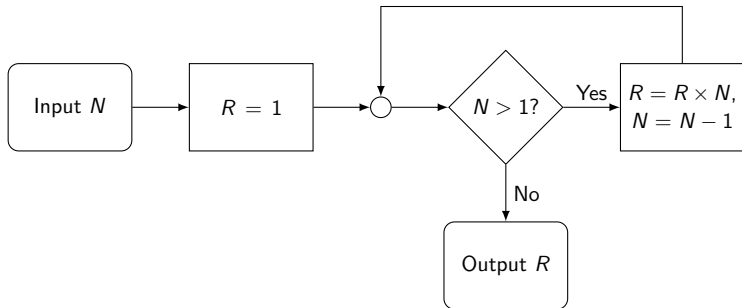 Input N
R = 1
N > 1?
Yes
R = R × N,
N = N − 1
No
Output R